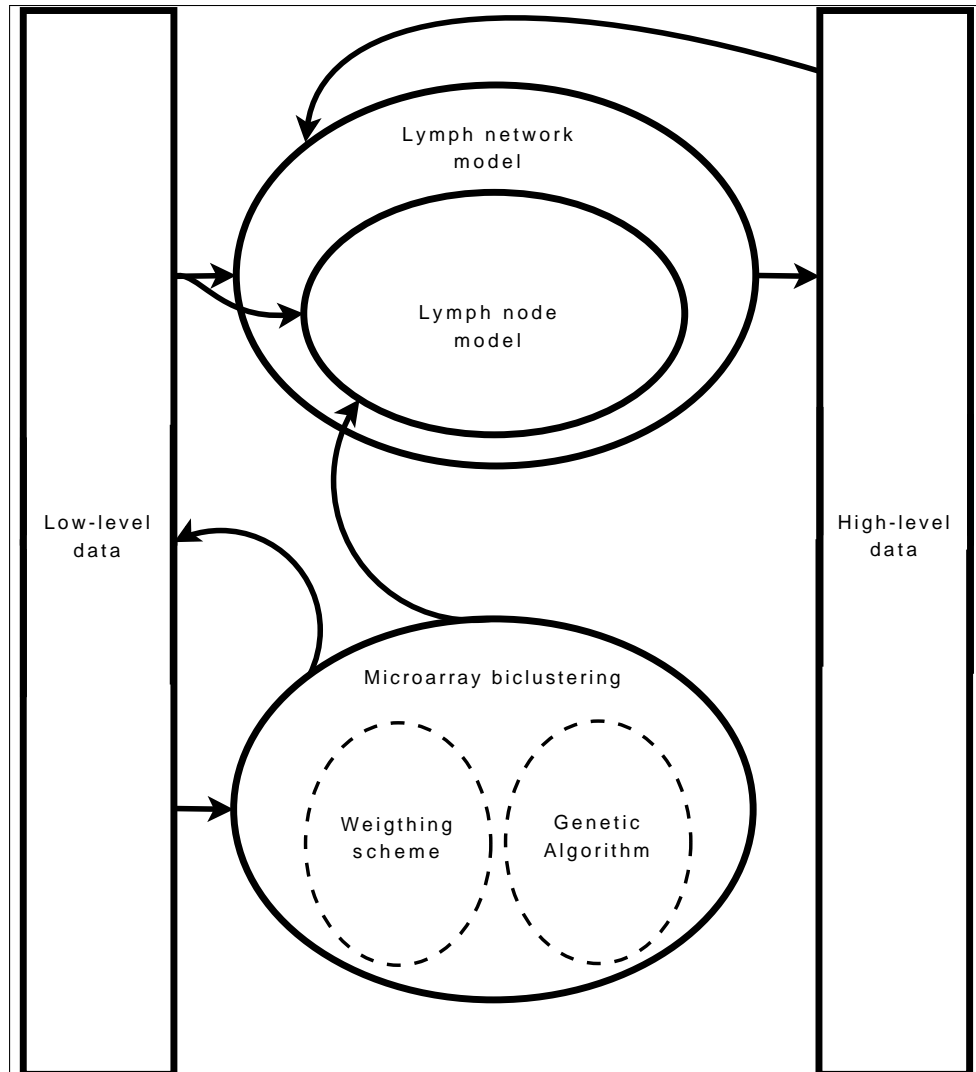 Lymph network
model
Lymph node
model
Low-level
data
High-level
data
Microarray biclustering
Weigthing
scheme
Genetic
Algorithm